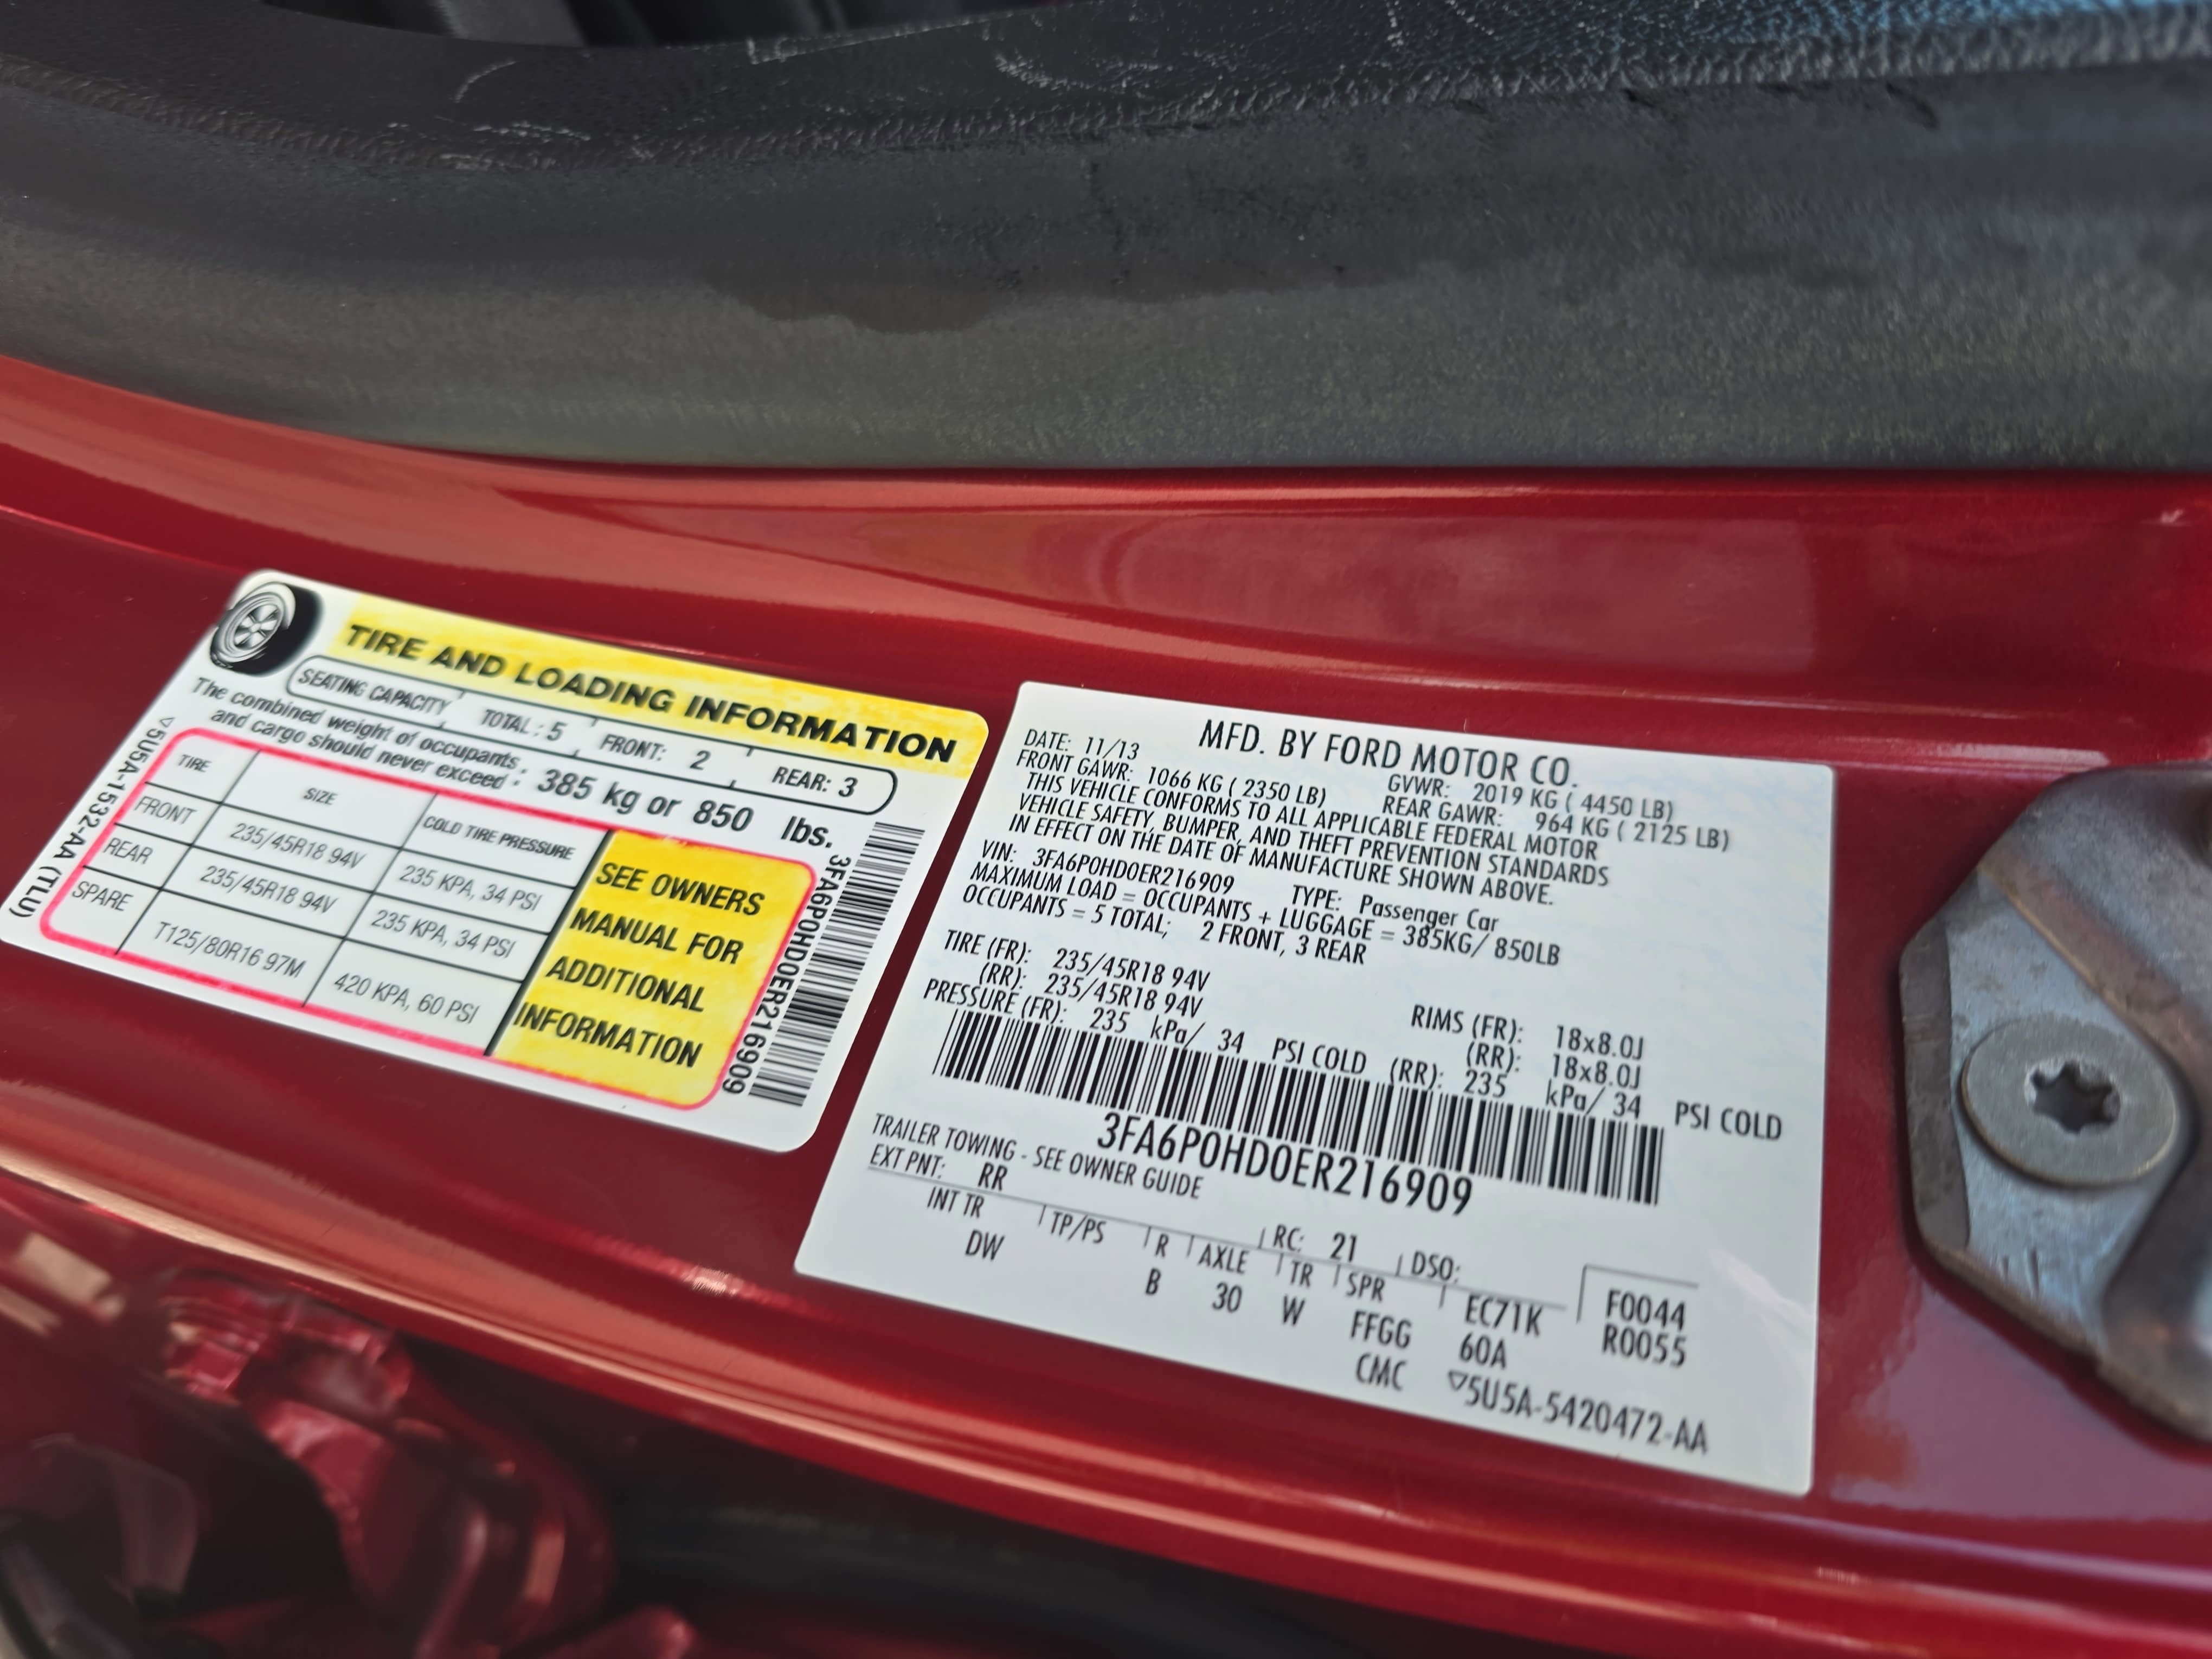 TIRE AND LOADING INFORMATION
SEATING CAPACITY TOTAL : 5 FRONT: 2 REAR: 3
The combined weight of occupants
and cargo should never exceed : 385 kg or 850 lbs.
TIRE SIZE COLD TIRE PRESSURE
FRONT 235/45R18 94V 235 KPA, 34 PSI
REAR 235/45R18 94V 235 KPA, 34 PSI
SPARE T125/80R16 97M 420 KPA, 60 PSI
SEE OWNERS
MANUAL FOR
ADDITIONAL
INFORMATION
5U5A-1532-AA (TLU)
3FA6P0HD0ER216909
MFD. BY FORD MOTOR CO.
DATE: 11/13 GVWR: 2019 KG ( 4450 LB)
FRONT GAWR: 1066 KG ( 2350 LB) REAR GAWR: 964 KG ( 2125 LB)
THIS VEHICLE CONFORMS TO ALL APPLICABLE FEDERAL MOTOR
VEHICLE SAFETY, BUMPER, AND THEFT PREVENTION STANDARDS
IN EFFECT ON THE DATE OF MANUFACTURE SHOWN ABOVE.
VIN: 3FA6P0HD0ER216909 TYPE: Passenger Car
MAXIMUM LOAD = OCCUPANTS + LUGGAGE = 385KG/ 850LB
OCCUPANTS = 5 TOTAL; 2 FRONT, 3 REAR
TIRE (FR): 235/45R18 94V RIMS (FR): 18x8.0J
(RR): 235/45R18 94V (RR): 18x8.0J
PRESSURE (FR): 235 kPa/ 34 PSI COLD (RR): 235 kPa/ 34 PSI COLD
3FA6P0HD0ER216909
TRAILER TOWING - SEE OWNER GUIDE
EXT PNT: RR RC: 21 DSO: F0044
INT TR TP/PS R AXLE TR SPR EC71K R0055
DW B 30 W FFGG 60A
CMC 5U5A-5420472-AA